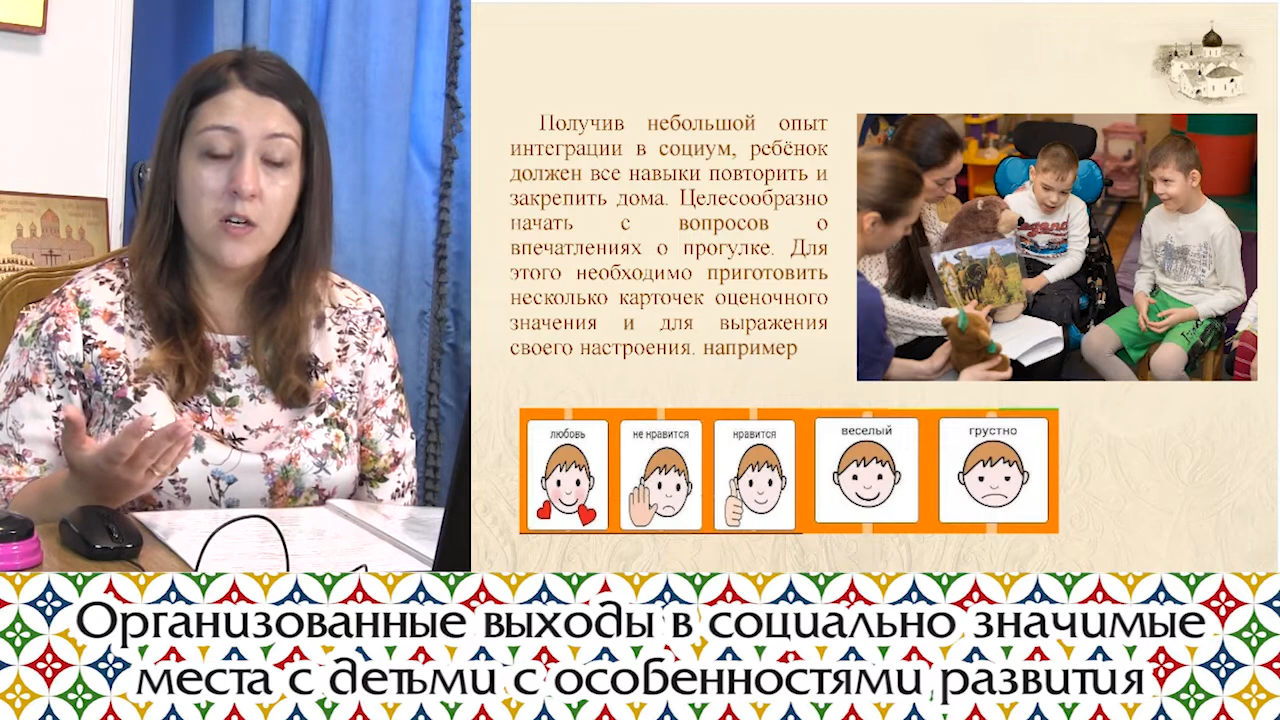 Получив небольшой опыт
интеграции в социум, ребёнок
должен все навыки повторить и
закрепить дома. Целесообразно
начать с вопросов о
впечатлениях о прогулке. Для
этого необходимо приготовить
несколько карточек оценочного
значения и для выражения
своего настроения. например
любовь
не нравится
нравится
веселый
грустно
Организованные выходы в социально значимые
места с детьми с особенностями развития